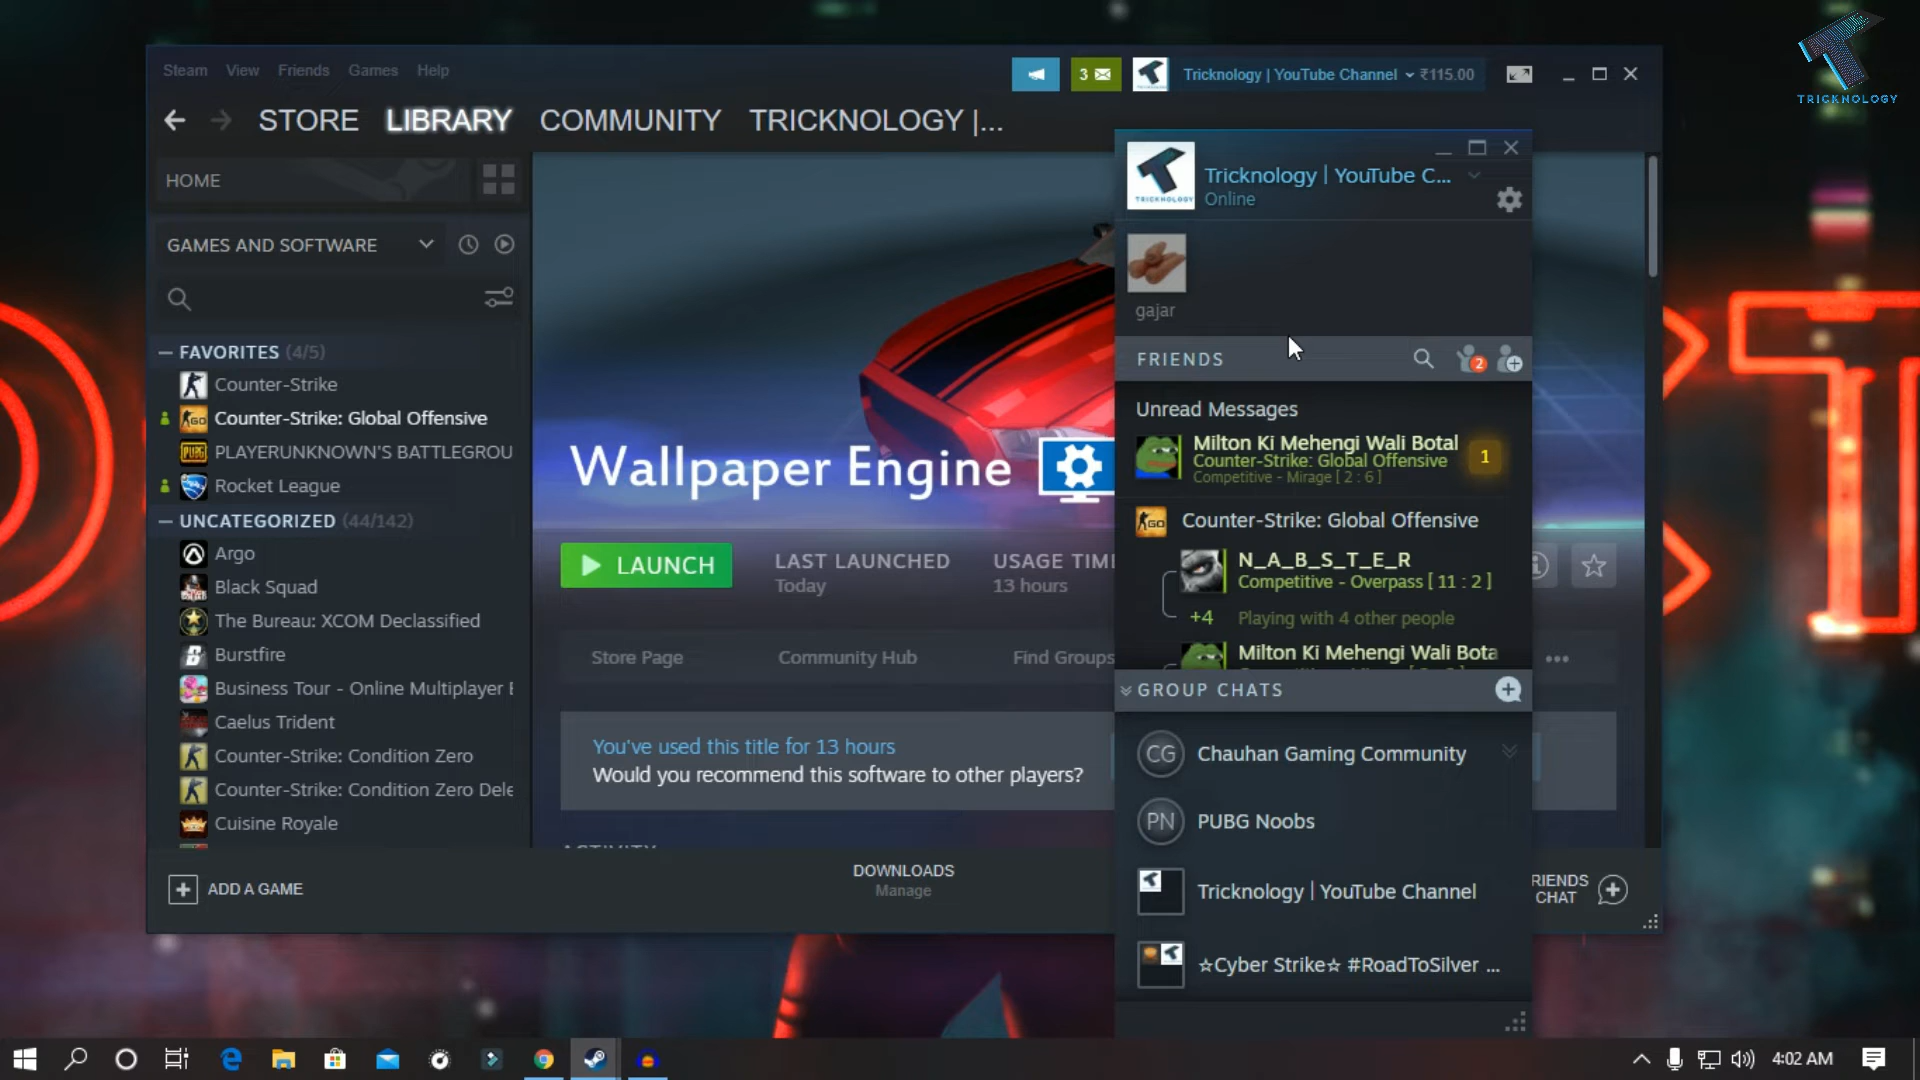 TRICKNOLOGY
Steam View Friends Games Help
3
Tricknology | YouTube Channel ₹115.00
STORE LIBRARY COMMUNITY TRICKNOLOGY |...
HOME
GAMES AND SOFTWARE
FAVORITES (4/5)
Counter-Strike
Counter-Strike: Global Offensive
PLAYERUNKNOWN'S BATTLEGROU
Rocket League
UNCATEGORIZED (44/142)
Argo
Black Squad
The Bureau: XCOM Declassified
Burstfire
Business Tour - Online Multiplayer
Caelus Trident
Counter-Strike: Condition Zero
Counter-Strike: Condition Zero Dele
Cuisine Royale
ADD A GAME
Wallpaper Engine
LAUNCH
LAST LAUNCHED
Today
USAGE TIM
13 hours
Store Page Community Hub Find Groups
You've used this title for 13 hours
Would you recommend this software to other players?
ACTIVITY
DOWNLOADS
Manage
Tricknology | YouTube C...
Online
TRICKNOLOGY
gajar
FRIENDS
2
Unread Messages
Milton Ki Mehengi Wali Botal
Counter-Strike: Global Offensive
Competitive - Mirage [ 2 : 6 ]
1
GO Counter-Strike: Global Offensive
N_A_B_S_T_E_R
Competitive - Overpass [ 11 : 2 ]
+4 Playing with 4 other people
Milton Ki Mehengi Wali Bota
GROUP CHATS
CG Chauhan Gaming Community
PN PUBG Noobs
Tricknology | YouTube Channel
☆Cyber Strike☆ #RoadToSilver ...
RIENDS
CHAT
4:02 AM